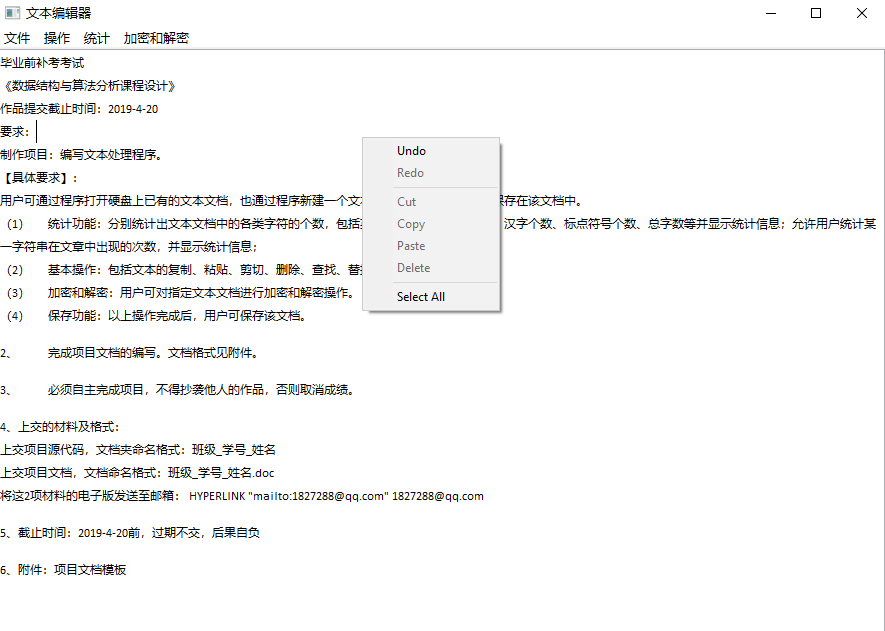 文本编辑器
文件 操作 统计 加密和解密
毕业前补考考试
《数据结构与算法分析课程设计》
作品提交截止时间：2019-4-20
要求：
制作项目：编写文本处理程序。
【具体要求】：
用户可通过程序打开硬盘上已有的文本文档，也通过程序新建一个文 保存在该文档中。
（1） 统计功能：分别统计出文本文档中的各类字符的个数，包括 汉字个数、标点符号个数、总字数等并显示统计信息；允许用户统计某
一字符串在文章中出现的次数，并显示统计信息；
（2） 基本操作：包括文本的复制、粘贴、剪切、删除、查找、替
（3） 加密和解密：用户可对指定文本文档进行加密和解密操作。
（4） 保存功能：以上操作完成后，用户可保存该文档。
2、 完成项目文档的编写。文档格式见附件。
3、 必须自主完成项目，不得抄袭他人的作品，否则取消成绩。
4、上交的材料及格式：
上交项目源代码，文档夹命名格式：班级_学号_姓名
上交项目文档，文档命名格式：班级_学号_姓名.doc
将这2项材料的电子版发送至邮箱： HYPERLINK "mailto:1827288@qq.com" 1827288@qq.com
5、截止时间：2019-4-20前，过期不交，后果自负
6、附件：项目文档模板
Undo
Redo
Cut
Copy
Paste
Delete
Select All